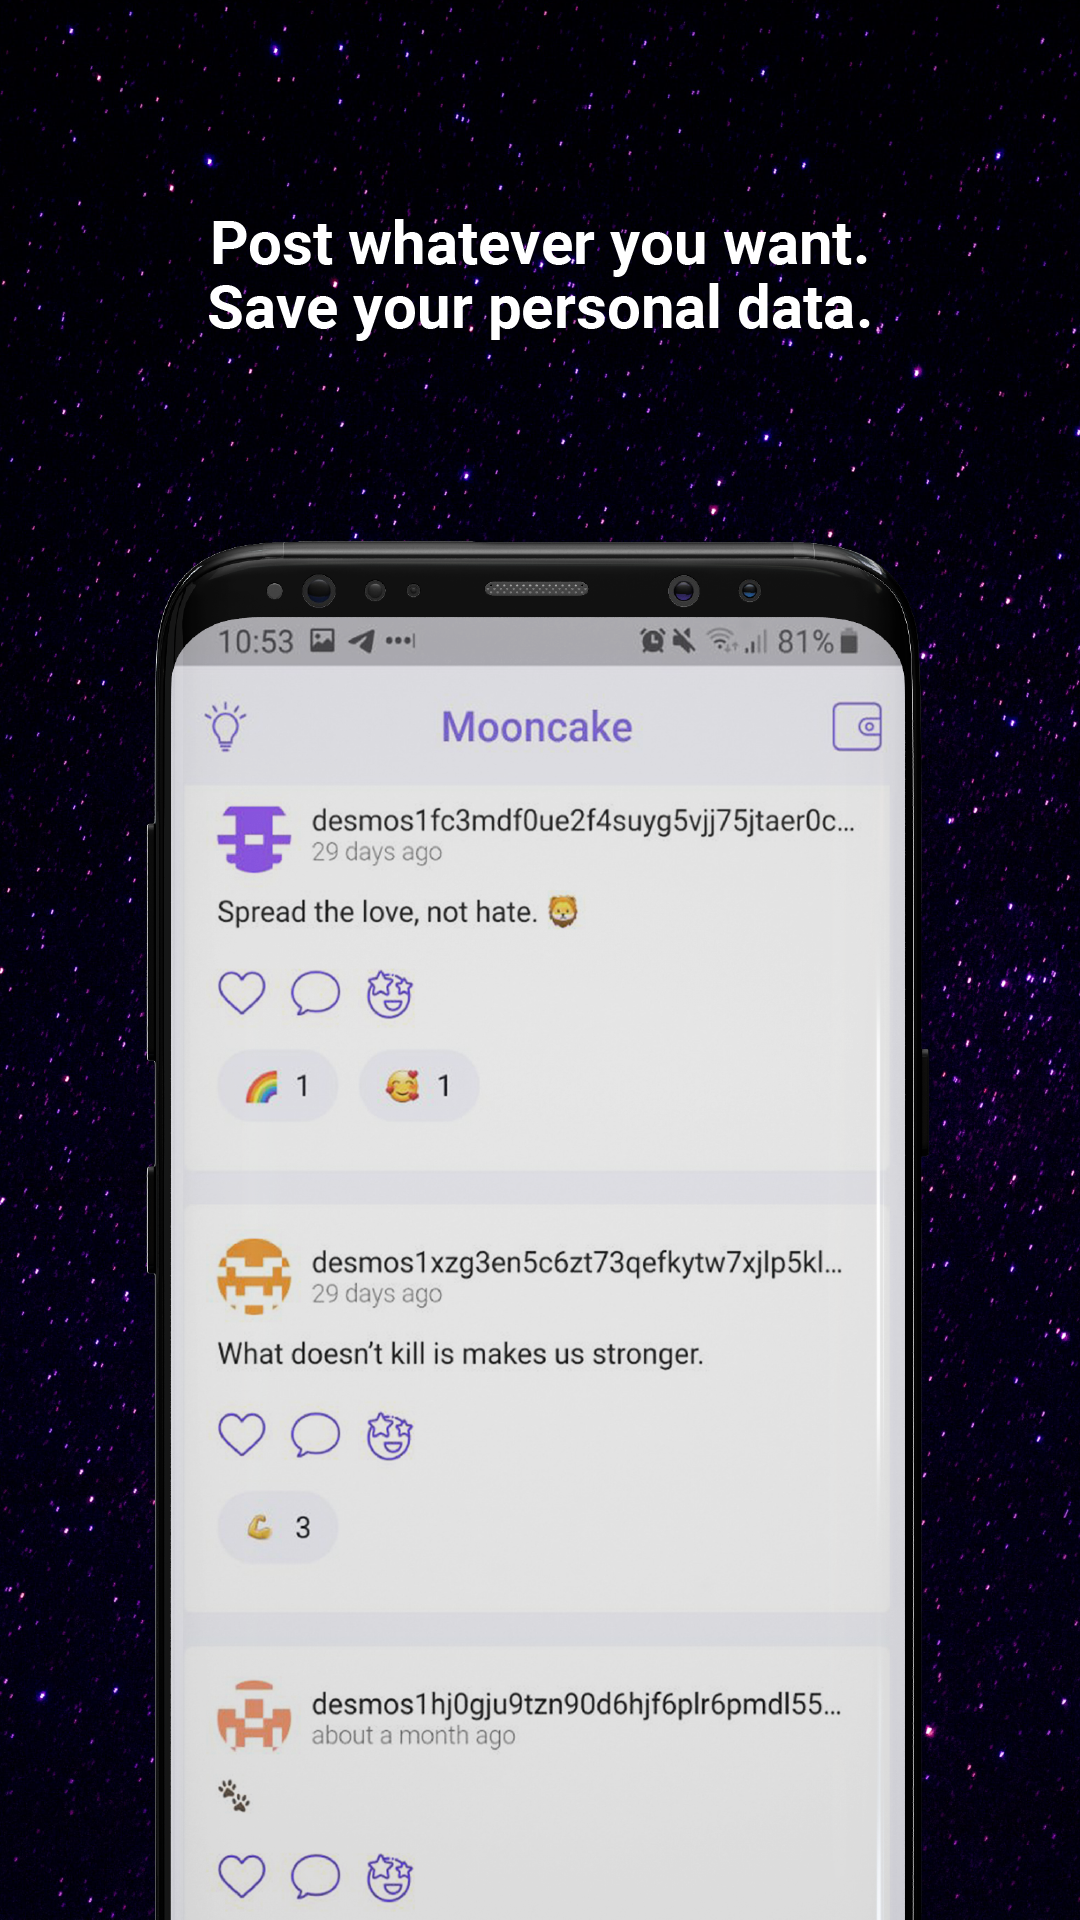 Post whatever you want.
Save your personal data.
10:53
81%
Mooncake
desmos1fc3mdf0ue2f4suyg5vjj75jtaer0c...
29 days ago
Spread the love, not hate. 🦁
🌈 1 🥰 1
desmos1xzg3en5c6zt73qefkytw7xjlp5kl...
29 days ago
What doesn’t kill is makes us stronger.
💪 3
desmos1hj0gju9tzn90d6hjf6plr6pmdl55...
about a month ago
🐾